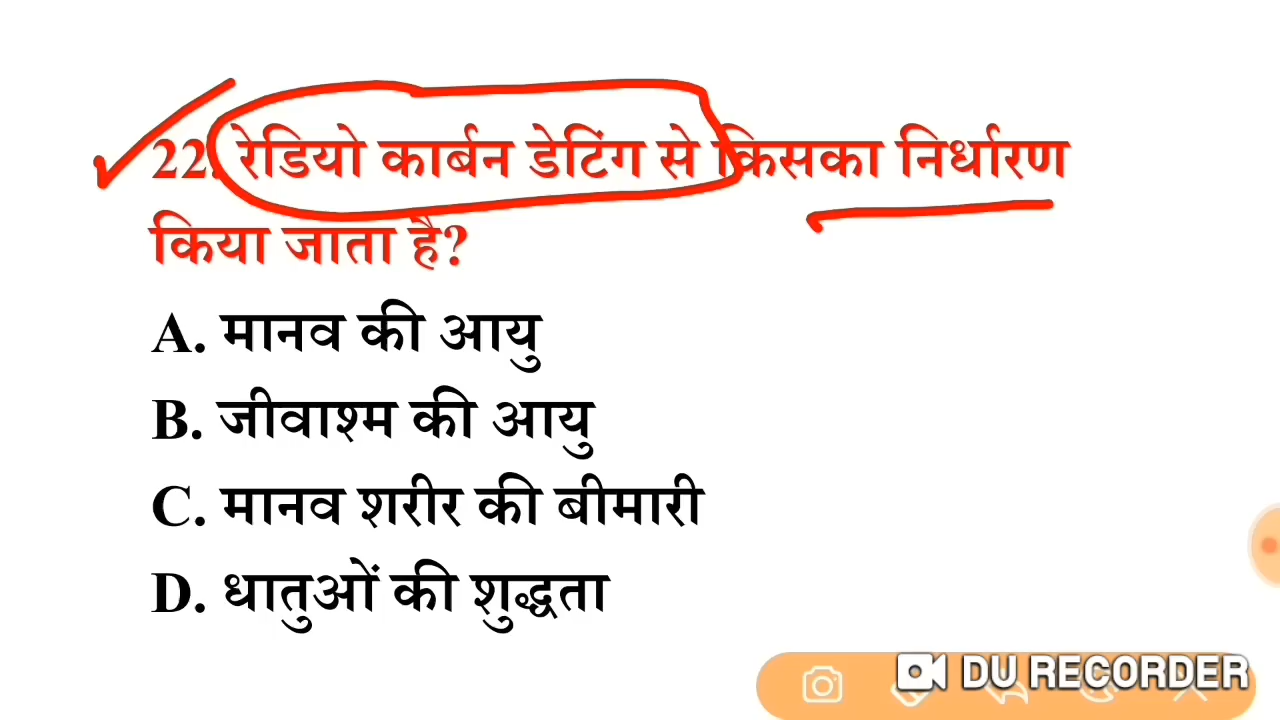 22. रेडियो कार्बन डेटिंग से किसका निर्धारण
किया जाता है?
A. मानव की आयु
B. जीवाश्म की आयु
C. मानव शरीर की बीमारी
D. धातुओं की शुद्धता
DU RECORDER